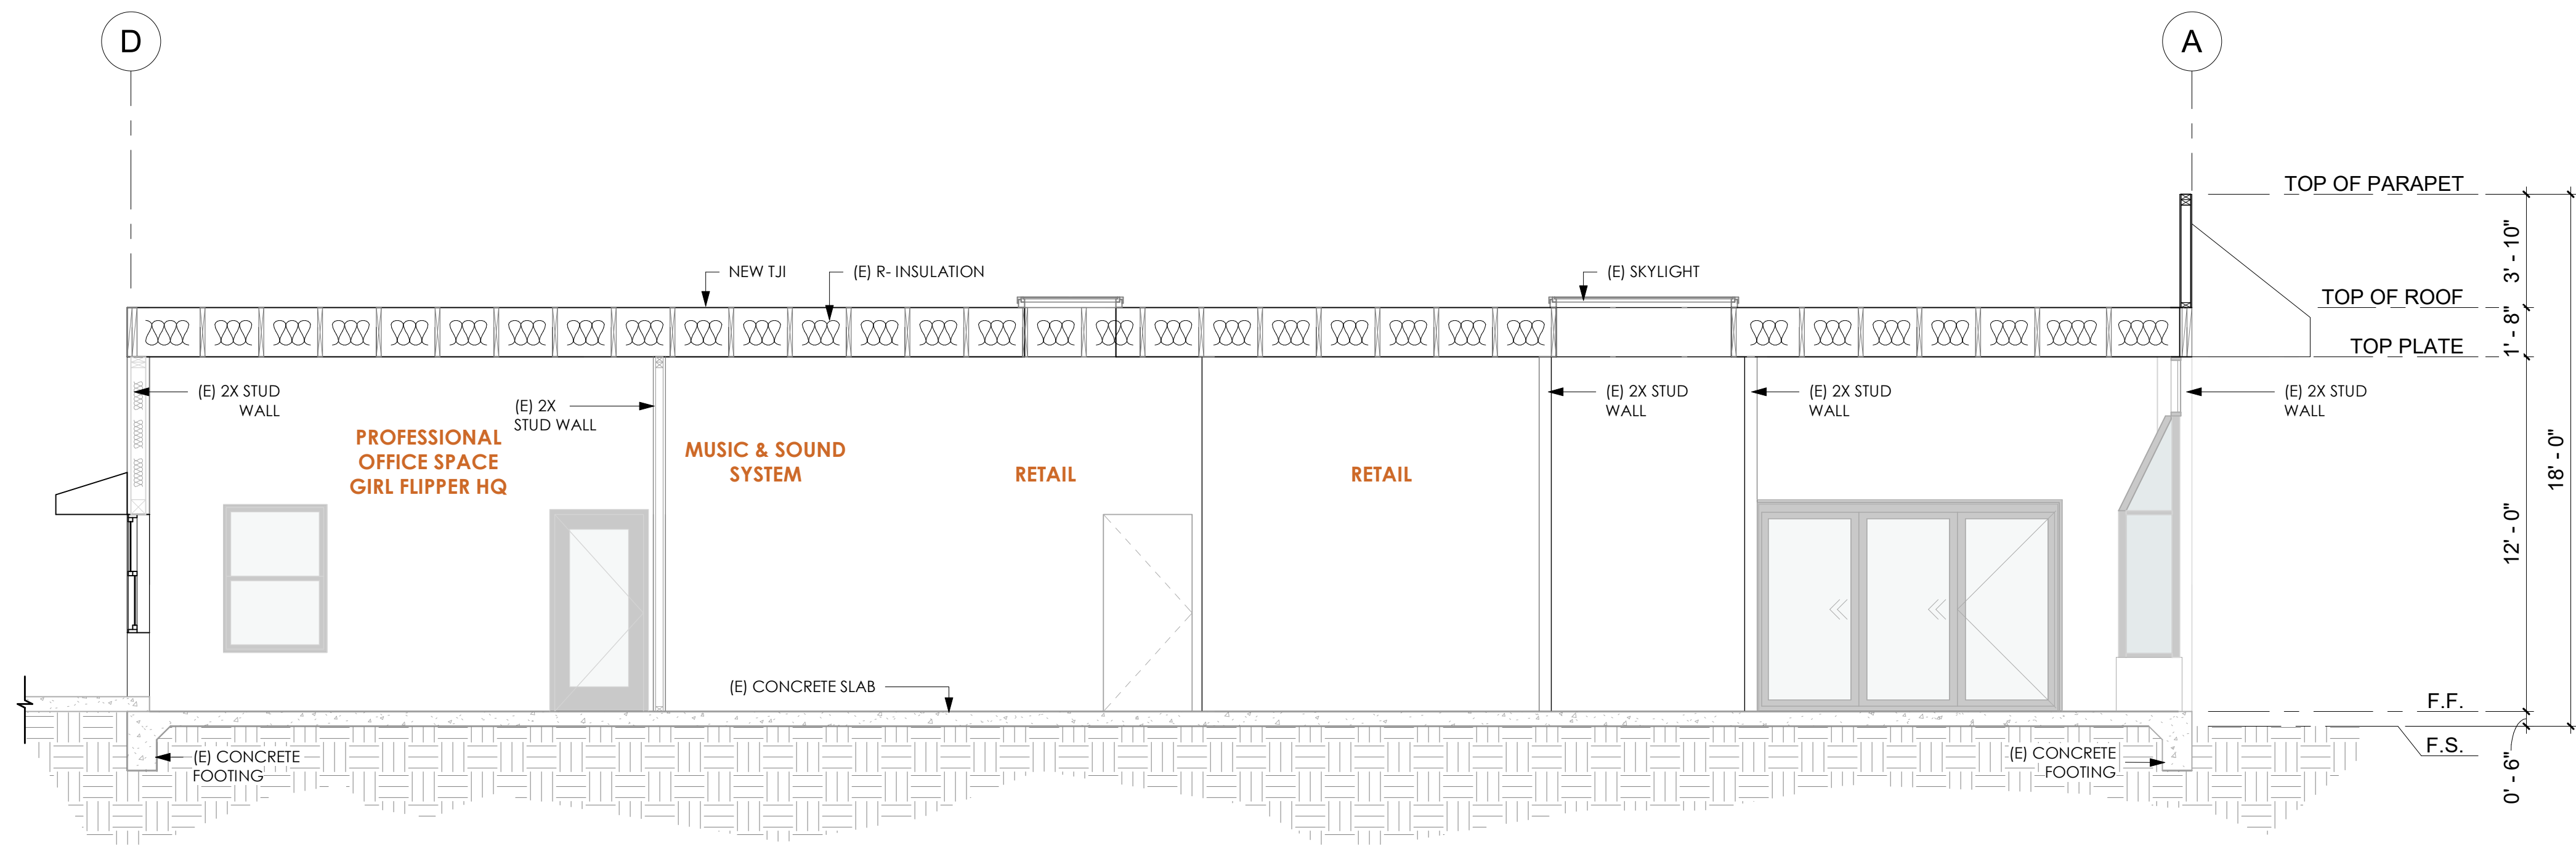 D
A
TOP OF PARAPET
3' - 10"
NEW TJI
(E) R- INSULATION
(E) SKYLIGHT
TOP OF ROOF
1' - 8"
TOP PLATE
(E) 2X STUD
WALL
(E) 2X
STUD WALL
(E) 2X STUD
WALL
(E) 2X STUD
WALL
(E) 2X STUD
WALL
PROFESSIONAL
OFFICE SPACE
GIRL FLIPPER HQ
MUSIC & SOUND
SYSTEM
RETAIL
RETAIL
12' - 0"
18' - 0"
(E) CONCRETE SLAB
F.F.
F.S.
0' - 6"
(E) CONCRETE
FOOTING
(E) CONCRETE
FOOTING